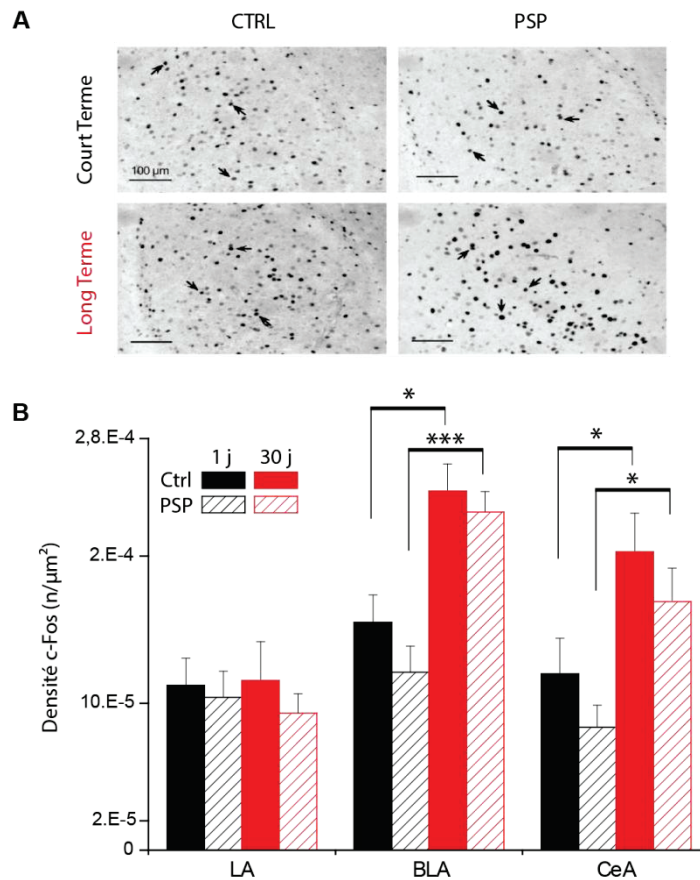 A
CTRL
PSP
Court Terme
100 µm
Long Terme
B
*
***
*
*
2,8.E-4
1 j 30 j
Ctrl
PSP
2.E-4
Densité c-Fos (n/µm²)
10.E-5
2.E-5
0
LA BLA CeA